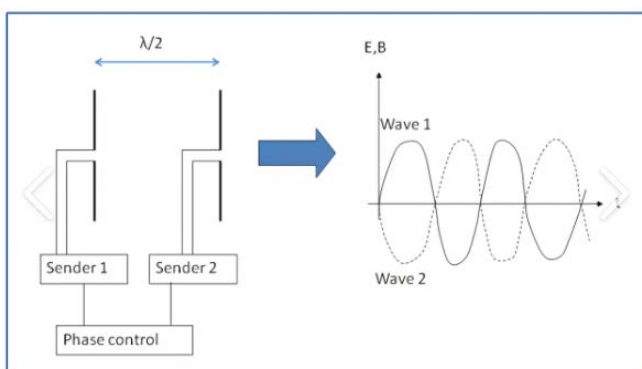 λ/2
E,B
Wave 1
Wave 2
Sender 1
Sender 2
Phase control